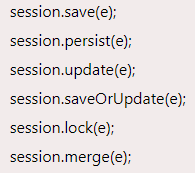 session.save(e);
session.persist(e);
session.update(e);
session.saveOrUpdate(e);
session.lock(e);
session.merge(e);